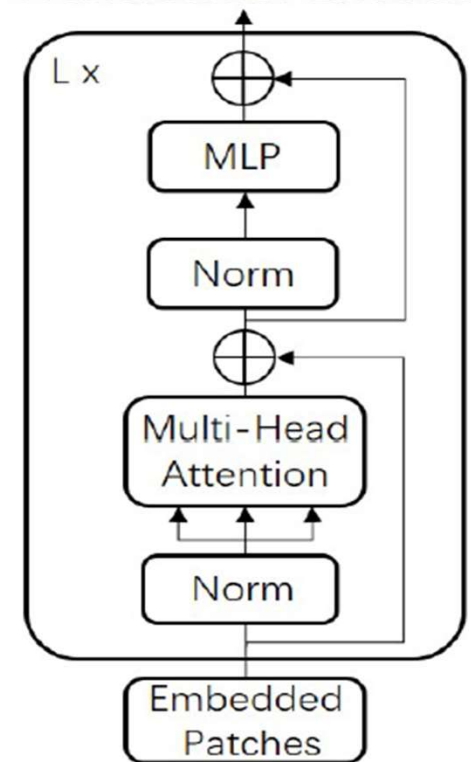 L x
MLP
Norm
Multi-Head
Attention
Norm
Embedded
Patches